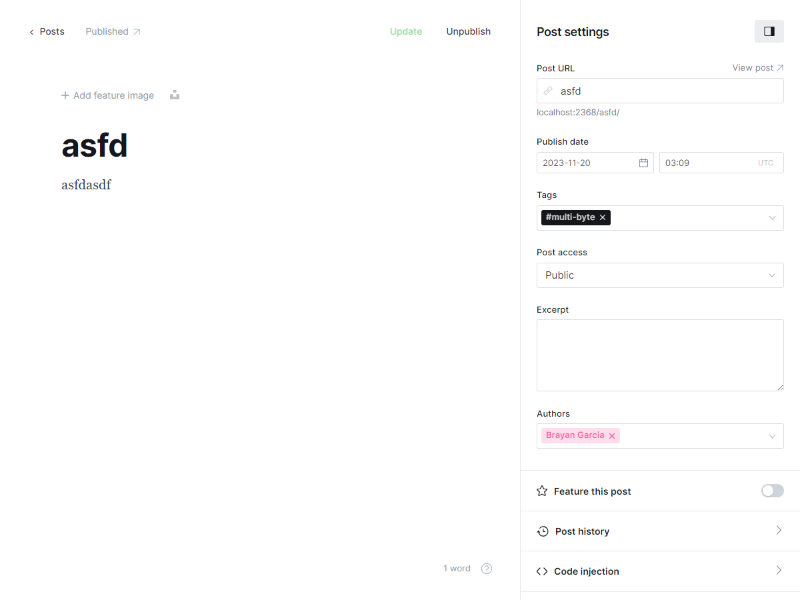 Posts
Published
Update
Unpublish
Add feature image
asfd
asfdasdf
1 word
Post settings
Post URL
View post
asfd
localhost:2368/asfd/
Publish date
2023-11-20
03:09
UTC
Tags
#multi-byte
Post access
Public
Excerpt
Authors
Brayan Garcia
Feature this post
Post history
Code injection